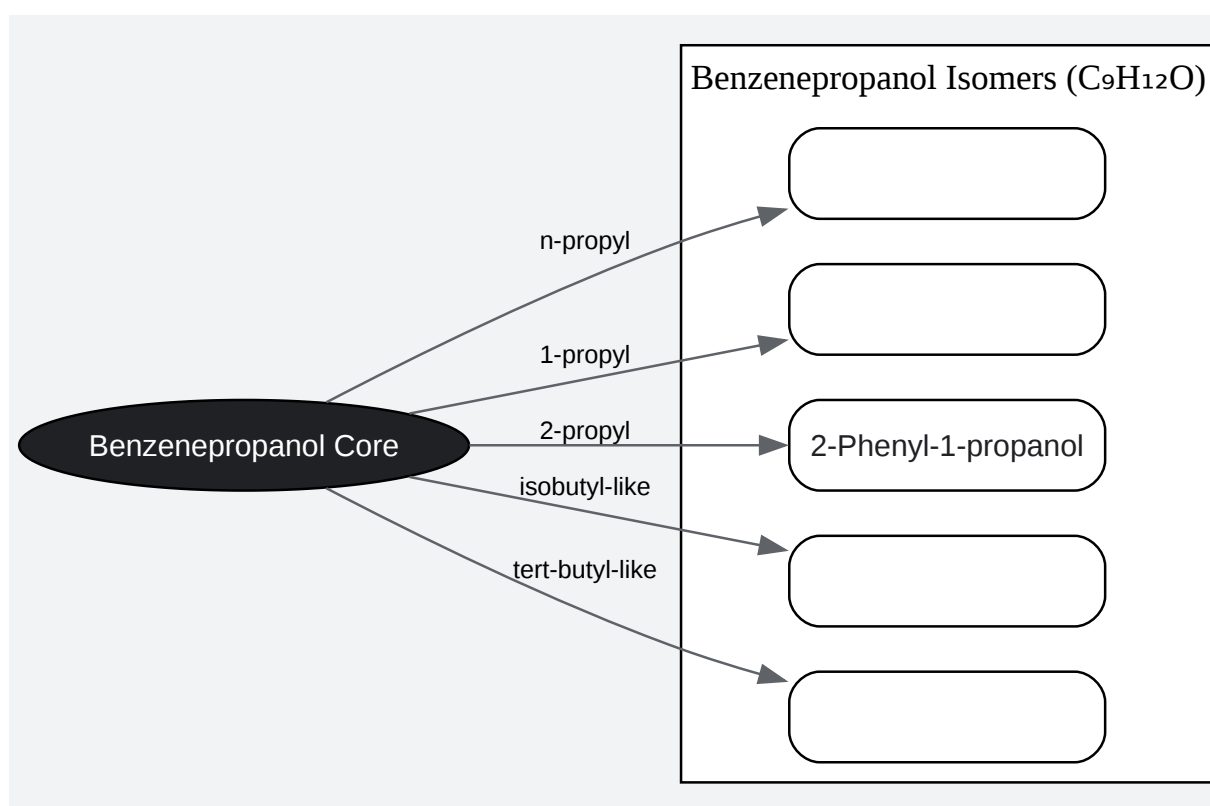 Benzenepropanol Isomers (C₉H₁₂O)
n-propyl
1-propyl
2-propyl
Benzenepropanol Core
2-Phenyl-1-propanol
isobutyl-like
tert-butyl-like